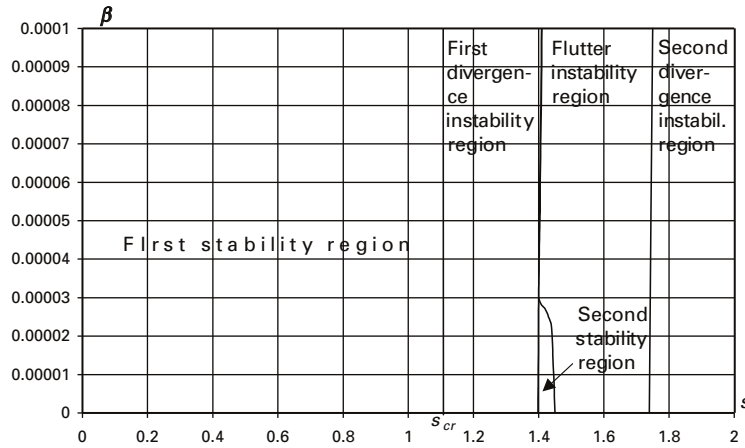 β
0.0001
0.00009
0.00008
0.00007
0.00006
0.00005
0.00004
0.00003
0.00002
0.00001
0
First
divergen-
ce
instability
region
Flutter
instability
region
Second
diver-
gence
instabil.
region
FIrst stability region
Second
stability
region
0 0.2 0.4 0.6 0.8 1 s cr 1.2 1.4 1.6 1.8 2
s